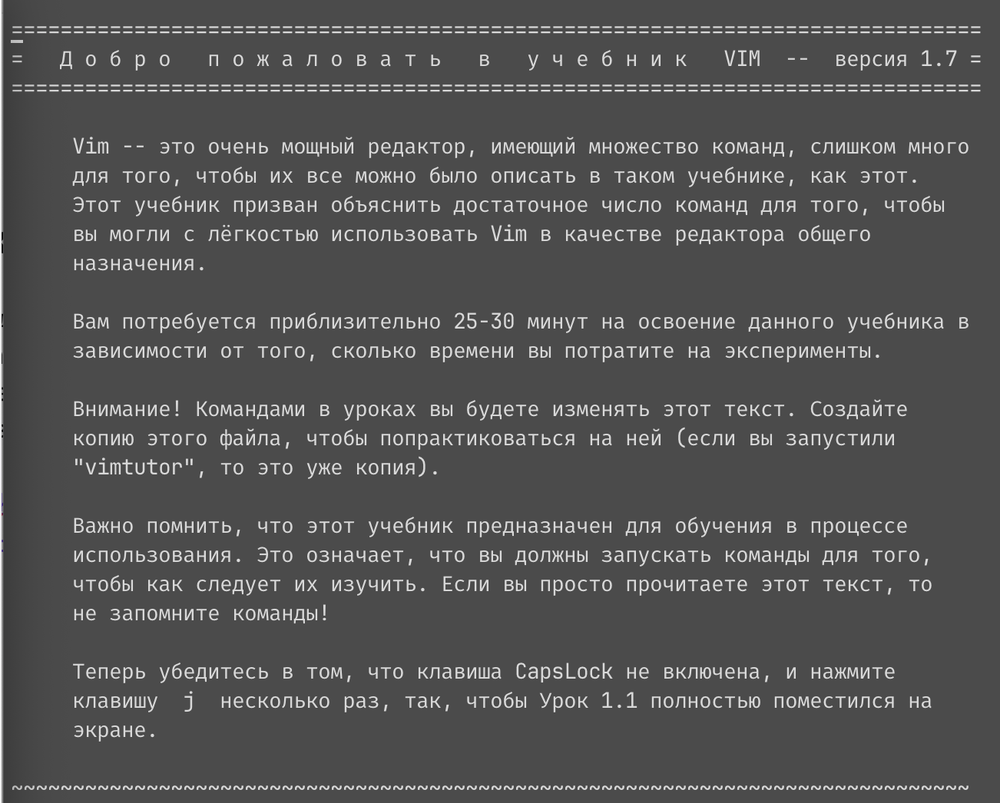 ===============================================================================
=   Д о б р о   п о ж а л о в а т ь   в   у ч е б н и к   VIM  --  версия 1.7 =
===============================================================================
Vim -- это очень мощный редактор, имеющий множество команд, слишком много
для того, чтобы их все можно было описать в таком учебнике, как этот.
Этот учебник призван объяснить достаточное число команд для того, чтобы
вы могли с лёгкостью использовать Vim в качестве редактора общего
назначения.
Вам потребуется приблизительно 25-30 минут на освоение данного учебника в
зависимости от того, сколько времени вы потратите на эксперименты.
Внимание! Командами в уроках вы будете изменять этот текст. Создайте
копию этого файла, чтобы попрактиковаться на ней (если вы запустили
"vimtutor", то это уже копия).
Важно помнить, что этот учебник предназначен для обучения в процессе
использования. Это означает, что вы должны запускать команды для того,
чтобы как следует их изучить. Если вы просто прочитаете этот текст, то
не запомните команды!
Теперь убедитесь в том, что клавиша CapsLock не включена, и нажмите
клавишу  j  несколько раз, так, чтобы Урок 1.1 полностью поместился на
экране.
~~~~~~~~~~~~~~~~~~~~~~~~~~~~~~~~~~~~~~~~~~~~~~~~~~~~~~~~~~~~~~~~~~~~~~~~~~~~~~